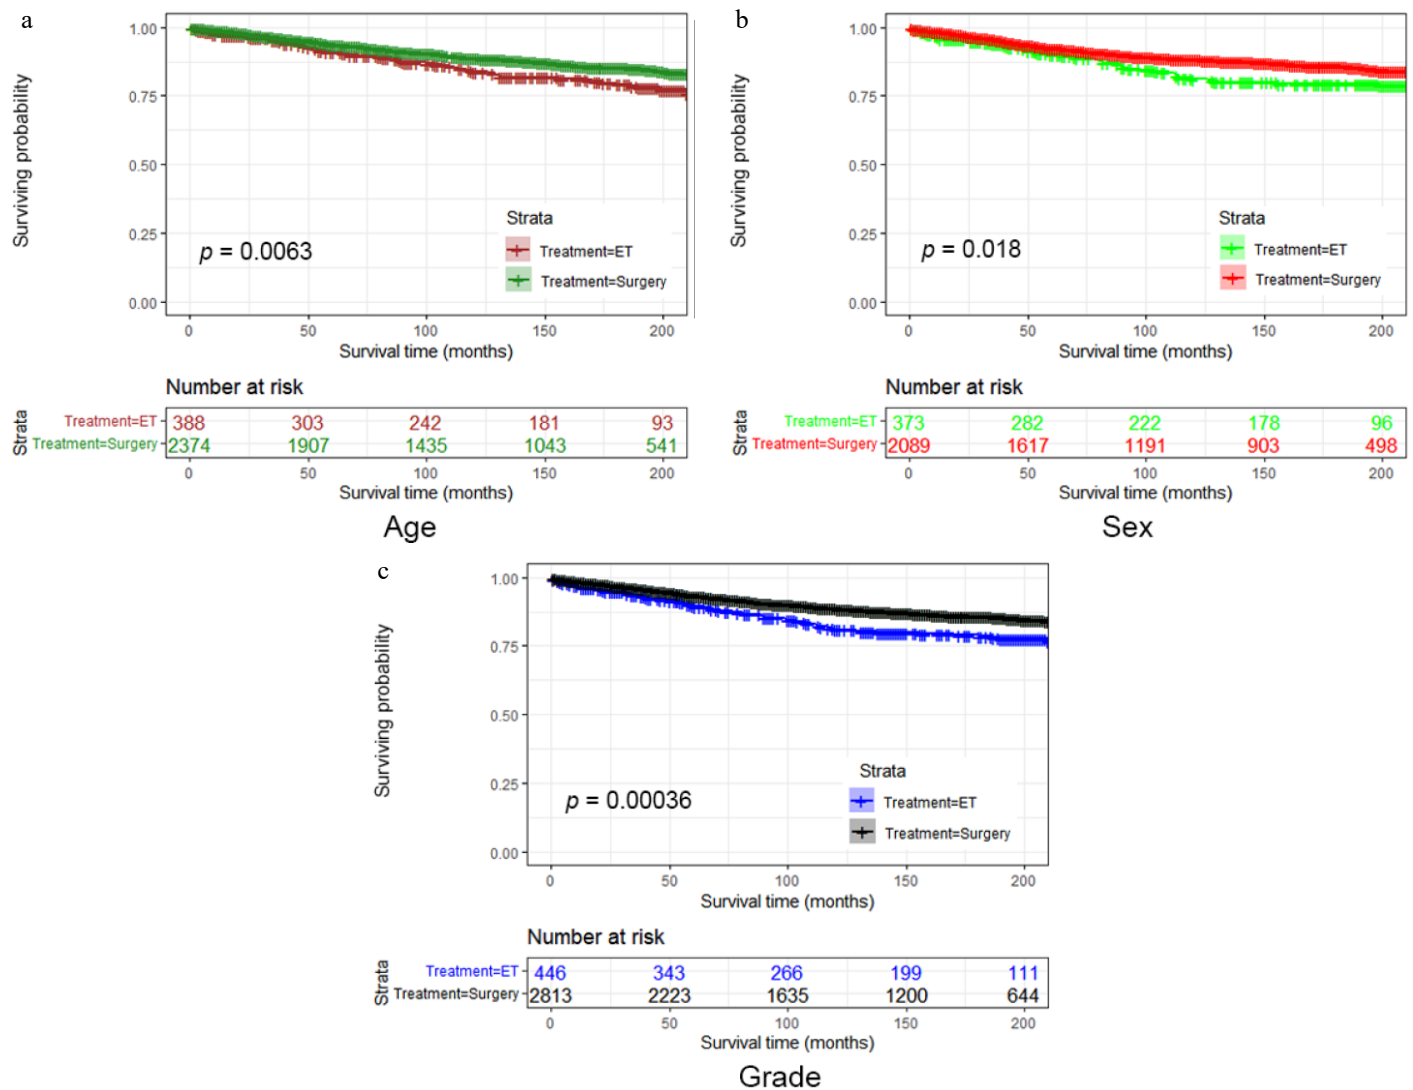 a
1.00
0.75
0.50
0.25
0.00
Surviving probability
p = 0.0063
Strata
Treatment=ET
Treatment=Surgery
0 50 100 150 200
Survival time (months)
Number at risk
Strata
Treatment=ET 388 303 242 181 93
Treatment=Surgery 2374 1907 1435 1043 541
0 50 100 150 200
Survival time (months)
Age
b
1.00
0.75
0.50
0.25
0.00
Surviving probability
p = 0.018
Strata
Treatment=ET
Treatment=Surgery
0 50 100 150 200
Survival time (months)
Number at risk
Strata
Treatment=ET 373 282 222 178 96
Treatment=Surgery 2089 1617 1191 903 498
0 50 100 150 200
Survival time (months)
Sex
c
1.00
0.75
0.50
0.25
0.00
Surviving probability
p = 0.00036
Strata
Treatment=ET
Treatment=Surgery
0 50 100 150 200
Survival time (months)
Number at risk
Strata
Treatment=ET 446 343 266 199 111
Treatment=Surgery 2813 2223 1635 1200 644
0 50 100 150 200
Survival time (months)
Grade